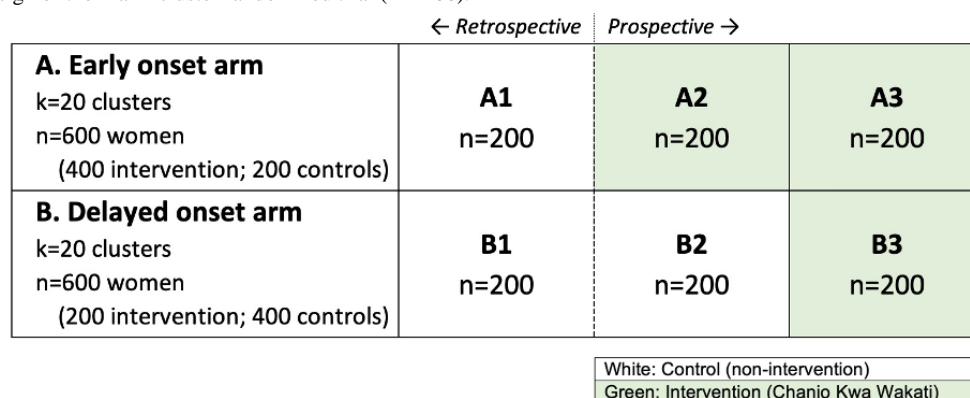 ← Retrospective Prospective →
A. Early onset arm
k=20 clusters
n=600 women
(400 intervention; 200 controls)
A1
n=200
A2
n=200
A3
n=200
B. Delayed onset arm
k=20 clusters
n=600 women
(200 intervention; 400 controls)
B1
n=200
B2
n=200
B3
n=200
White: Control (non-intervention)
Green: Intervention (Chanjo Kwa Wakati)